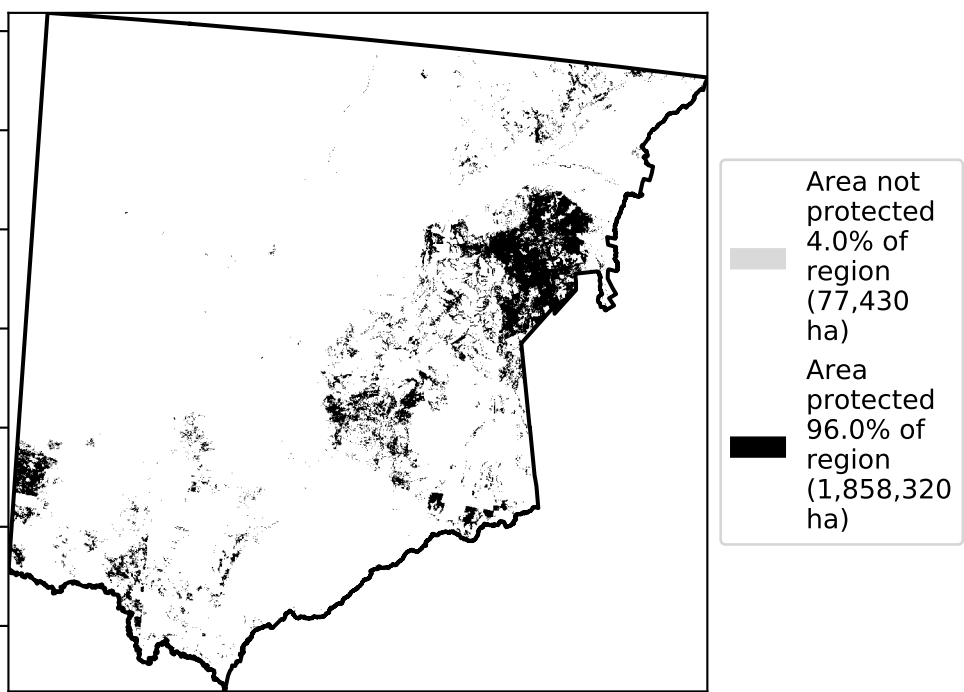 Area not
protected
4.0% of
region
(77,430
ha)
Area
protected
96.0% of
region
(1,858,320
ha)